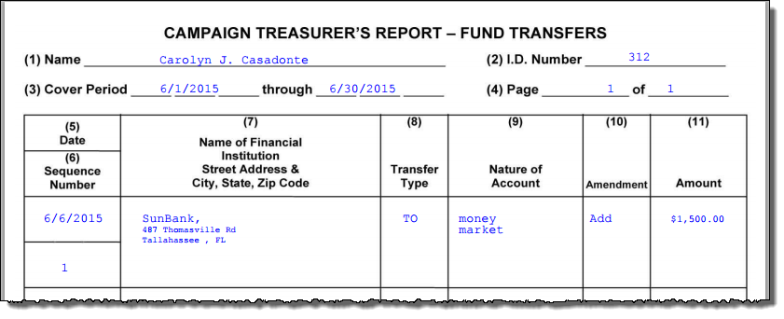 CAMPAIGN TREASURER'S REPORT – FUND TRANSFERS
(1) Name Carolyn J. Casadonte (2) I.D. Number 312
(3) Cover Period 6/1/2015 through 6/30/2015 (4) Page 1 of 1
(5)
Date
(6)
Sequence
Number
(7)
Name of Financial
Institution
Street Address &
City, State, Zip Code
(8)
Transfer
Type
(9)
Nature of
Account
(10)
Amendment
(11)
Amount
6/6/2015
1
SunBank,
487 Thomasville Rd
Tallahassee , FL
TO
money
market
Add
$1,500.00